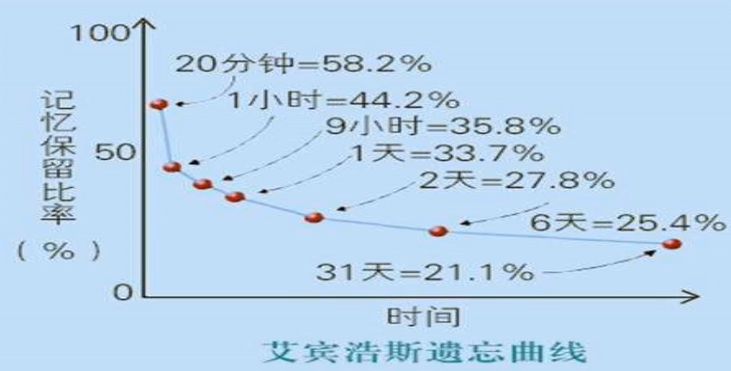 100
20分钟=58.2%
1小时=44.2%
9小时=35.8%
50
1天=33.7%
2天=27.8%
6天=25.4%
31天=21.1%
0
记忆保留比率
(%)
时间
艾宾浩斯遗忘曲线